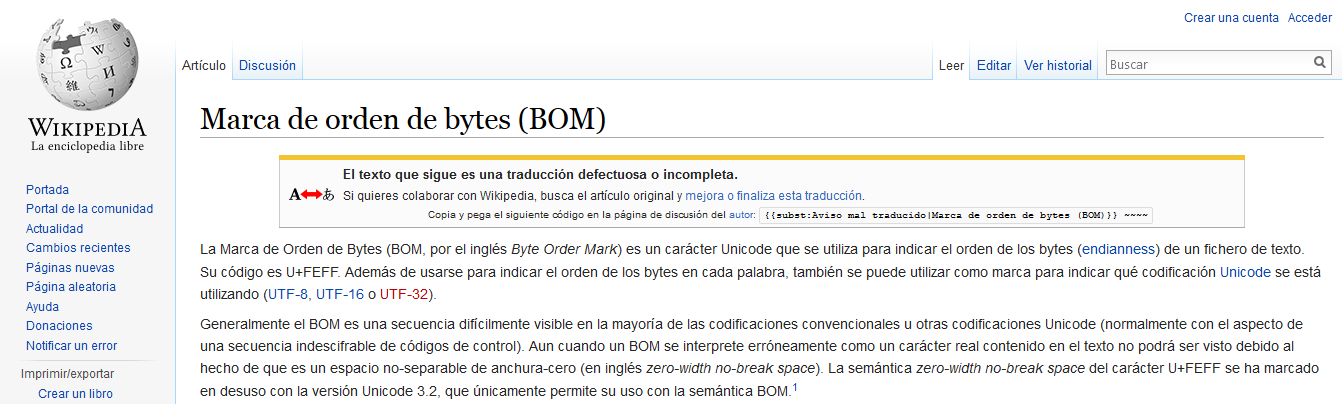 Crear una cuenta Acceder
Artículo Discusión Leer Editar Ver historial Buscar
WIKIPEDIA
La enciclopedia libre
Portada
Portal de la comunidad
Actualidad
Cambios recientes
Páginas nuevas
Página aleatoria
Ayuda
Donaciones
Notificar un error
Imprimir/exportar
Crear un libro
Marca de orden de bytes (BOM)
El texto que sigue es una traducción defectuosa o incompleta.
Si quieres colaborar con Wikipedia, busca el artículo original y mejora o finaliza esta traducción.
Copia y pega el siguiente código en la página de discusión del autor: {{subst:Aviso mal traducido|Marca de orden de bytes (BOM)}} ~~~~
La Marca de Orden de Bytes (BOM, por el inglés Byte Order Mark) es un carácter Unicode que se utiliza para indicar el orden de los bytes (endianness) de un fichero de texto.
Su código es U+FEFF. Además de usarse para indicar el orden de los bytes en cada palabra, también se puede utilizar como marca para indicar qué codificación Unicode se está
utilizando (UTF-8, UTF-16 o UTF-32).
Generalmente el BOM es una secuencia difícilmente visible en la mayoría de las codificaciones convencionales u otras codificaciones Unicode (normalmente con el aspecto de
una secuencia indescifrable de códigos de control). Aun cuando un BOM se interprete erróneamente como un carácter real contenido en el texto no podrá ser visto debido al
hecho de que es un espacio no-separable de anchura-cero (en inglés zero-width no-break space). La semántica zero-width no-break space del carácter U+FEFF se ha marcado
en desuso con la versión Unicode 3.2, que únicamente permite su uso con la semántica BOM.1